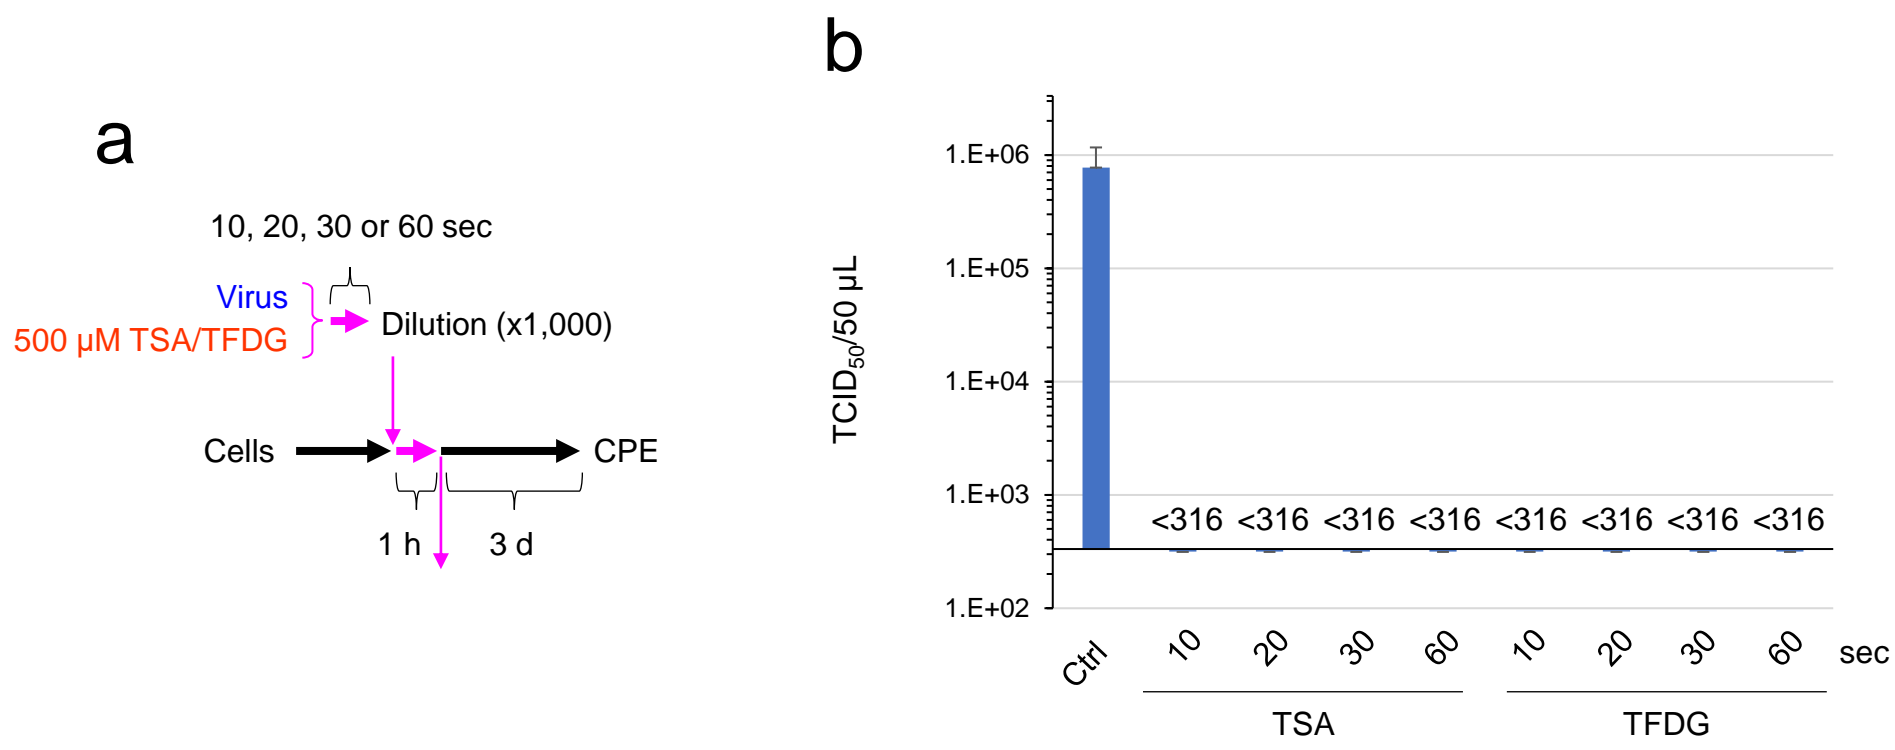 a
10, 20, 30 or 60 sec
Virus
500 µM TSA/TFDG
Dilution (x1,000)
Cells
CPE
1 h
3 d
b
TCID50/50 µL
1.E+06
1.E+05
1.E+04
1.E+03
1.E+02
<316 <316 <316 <316 <316 <316 <316 <316
Ctrl 10 20 30 60 10 20 30 60 sec
TSA TFDG